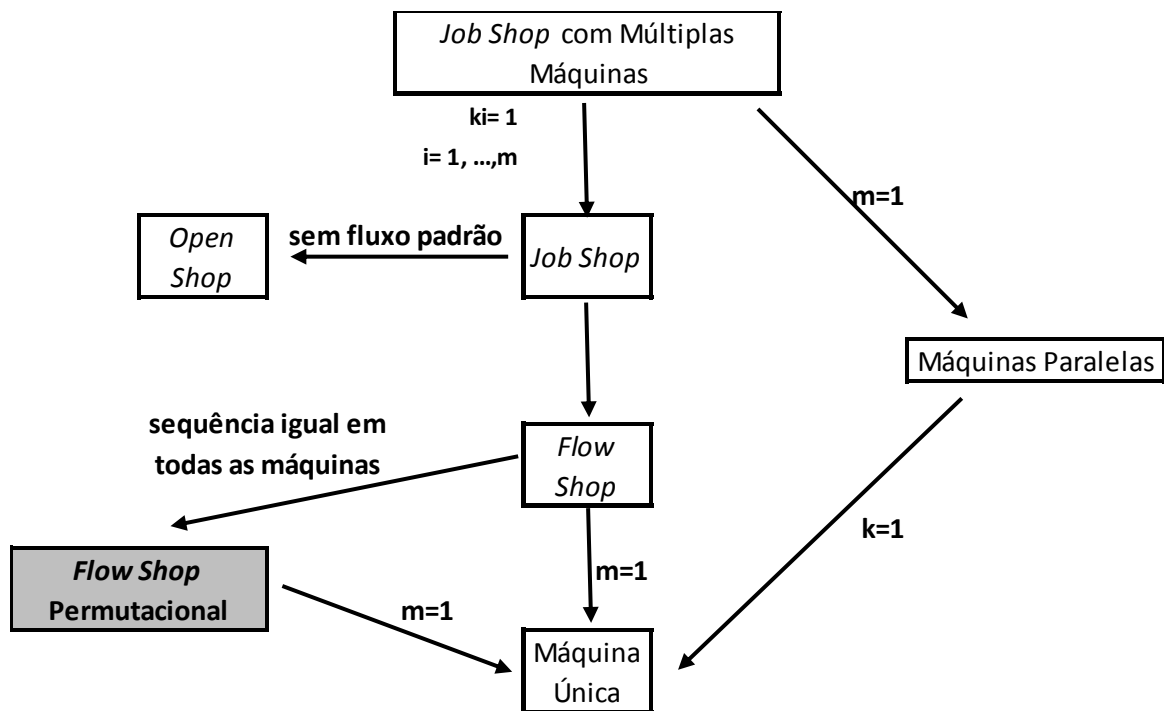 Job Shop com Múltiplas
Máquinas
ki= 1
i= 1, ...,m
m=1
Open
Shop
sem fluxo padrão
Job Shop
Máquinas Paralelas
sequência igual em
todas as máquinas
Flow
Shop
k=1
Flow Shop
Permutacional
m=1
m=1
Máquina
Única